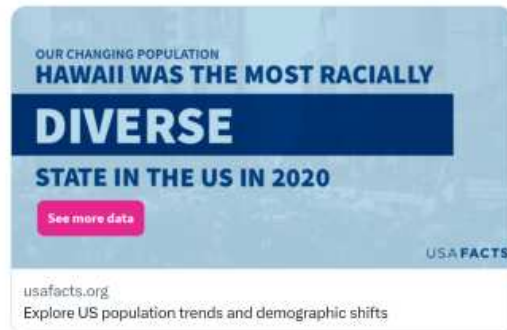 OUR CHANGING POPULATION
HAWAII WAS THE MOST RACIALLY
DIVERSE
STATE IN THE US IN 2020
See more data
USAFACTS
usafacts.org
Explore US population trends and demographic shifts